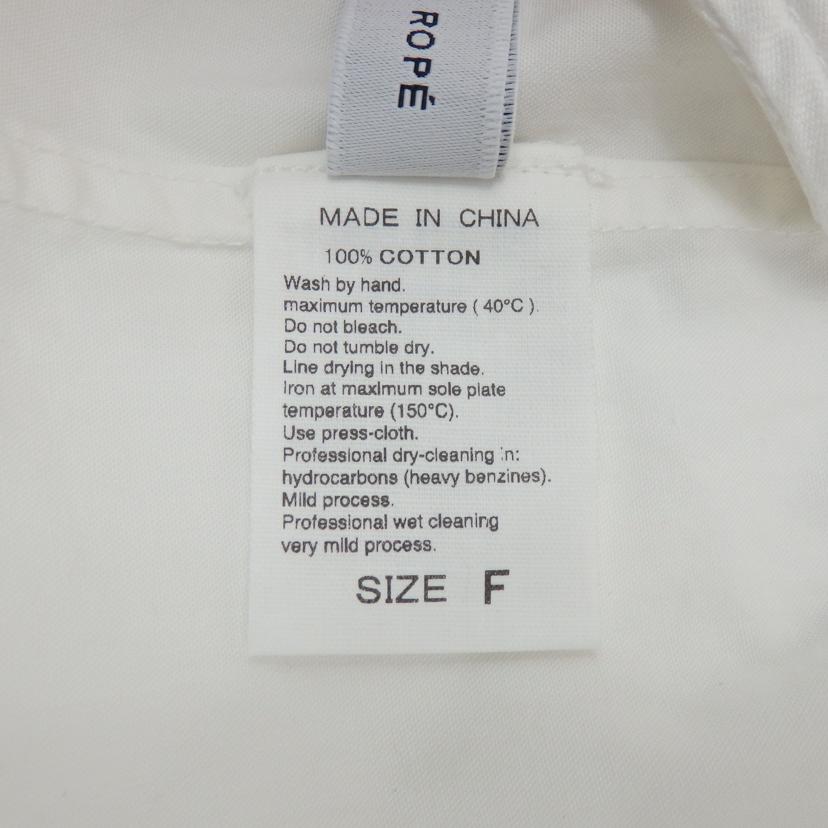 ROPÉ
MADE IN CHINA
100% COTTON
Wash by hand.
maximum temperature ( 40°C ).
Do not bleach.
Do not tumble dry.
Line drying in the shade.
Iron at maximum sole plate
temperature (150°C).
Use press-cloth.
Professional dry-cleaning in:
hydrocarbons (heavy benzines).
Mild process.
Professional wet cleaning
very mild process.
SIZE F